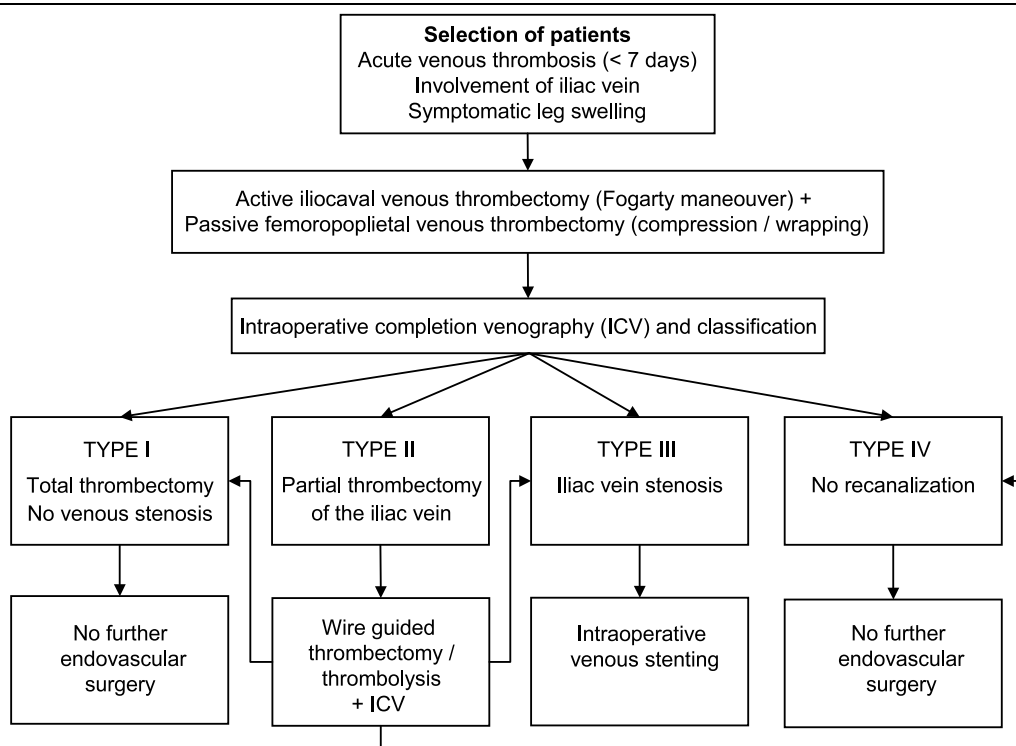 Selection of patients
Acute venous thrombosis (< 7 days)
Involvement of iliac vein
Symptomatic leg swelling
Active iliocaval venous thrombectomy (Fogarty maneouver) +
Passive femoropoplietal venous thrombectomy (compression / wrapping)
Intraoperative completion venography (ICV) and classification
TYPE I
Total thrombectomy
No venous stenosis
TYPE II
Partial thrombectomy
of the iliac vein
TYPE III
Iliac vein stenosis
TYPE IV
No recanalization
No further
endovascular
surgery
Wire guided
thrombectomy /
thrombolysis
+ ICV
Intraoperative
venous stenting
No further
endovascular
surgery